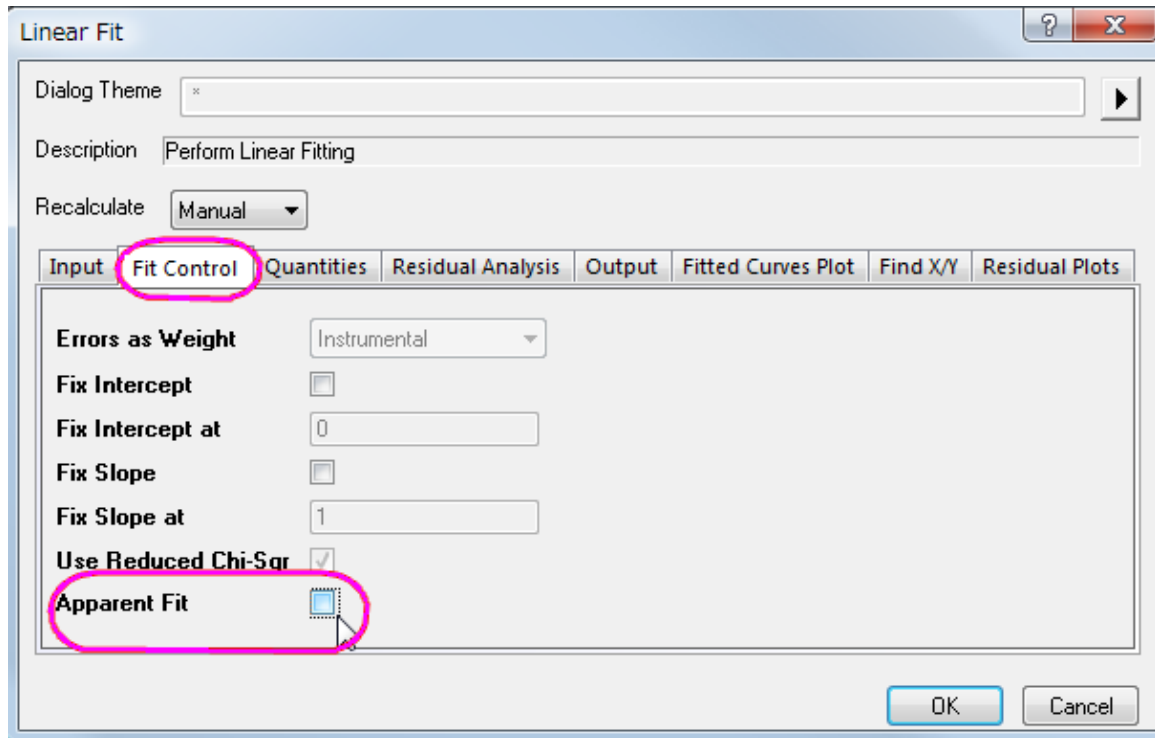 Linear Fit
Dialog Theme *
Description Perform Linear Fitting
Recalculate Manual
Input Fit Control Quantities Residual Analysis Output Fitted Curves Plot Find X/Y Residual Plots
Errors as Weight Instrumental
Fix Intercept
Fix Intercept at 0
Fix Slope
Fix Slope at 1
Use Reduced Chi-Sqr
Apparent Fit
OK Cancel